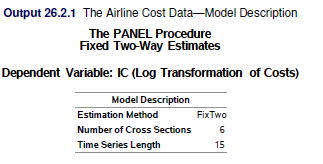 Output 26.2.1 The Airline Cost Data—Model Description
The PANEL Procedure
Fixed Two-Way Estimates
Dependent Variable: IC (Log Transformation of Costs)
Model Description
Estimation Method FixTwo
Number of Cross Sections 6
Time Series Length 15